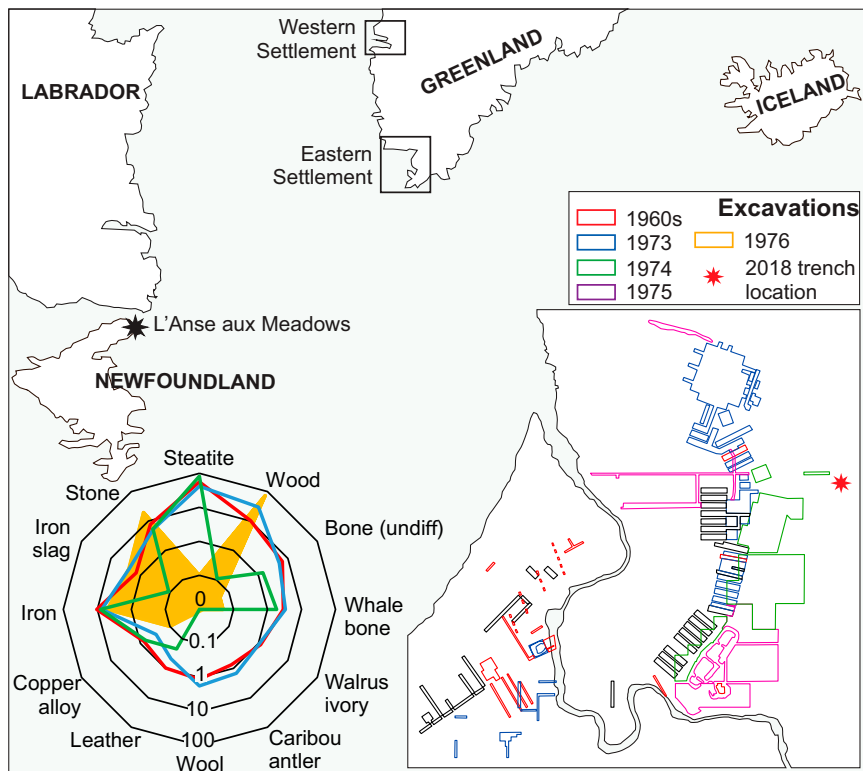 Western
Settlement
GREENLAND
LABRADOR
ICELAND
Eastern
Settlement
Excavations
1960s
1973
1974
1975
1976
2018 trench
location
L'Anse aux Meadows
NEWFOUNDLAND
Steatite
Wood
Bone (undiff)
Whale
bone
Walrus
ivory
Caribou
antler
Wool
Leather
Copper
alloy
Iron
Iron
slag
Stone
0
0.1
1
10
100